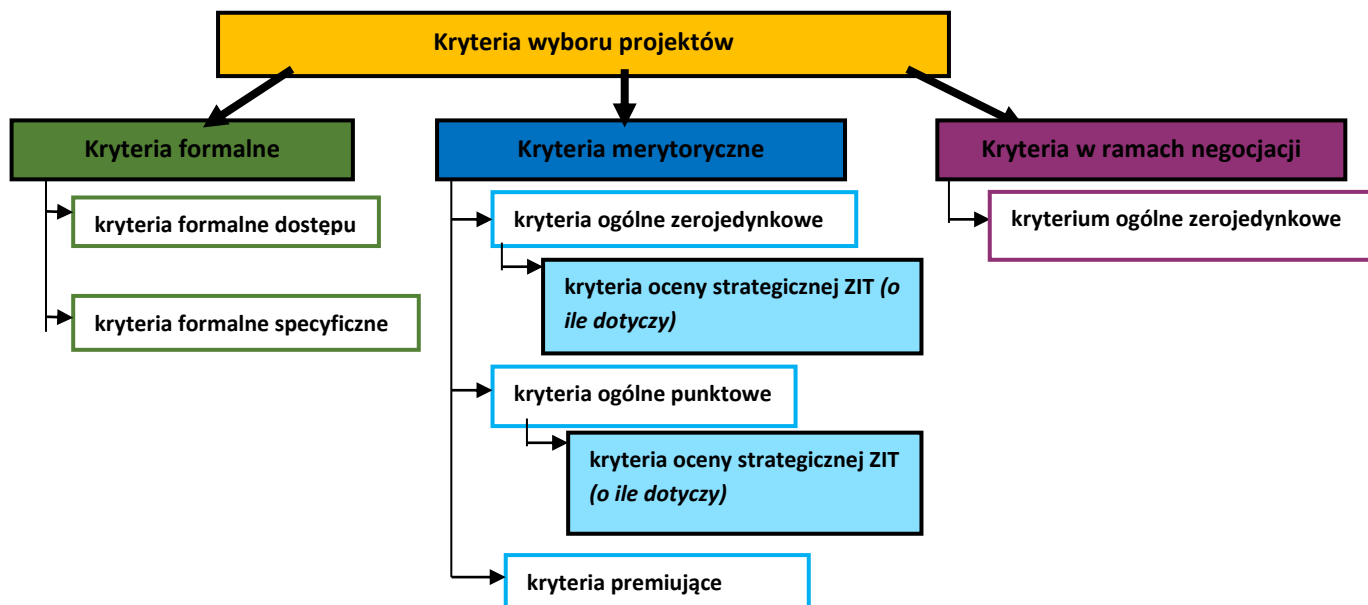 Kryteria wyboru projektów
Kryteria formalne
kryteria formalne dostępu
kryteria formalne specyficzne
Kryteria merytoryczne
kryteria ogólne zerojedynkowe
kryteria oceny strategicznej ZIT (o
ile dotyczy)
kryteria ogólne punktowe
kryteria oceny strategicznej ZIT
(o ile dotyczy)
kryteria premiujące
Kryteria w ramach negocjacji
kryterium ogólne zerojedynkowe